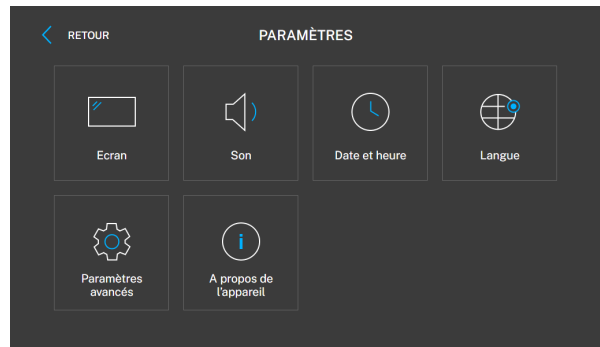 RETOUR
PARAMÈTRES
Ecran
Son
Date et heure
Langue
Paramètres
avancés
A propos de
l'appareil